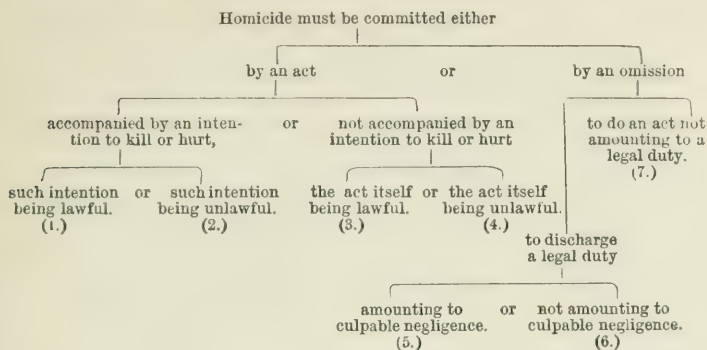 Homicide must be committed either
by an act or by an omission
accompanied by an inten- or not accompanied by an to do an act not
tion to kill or hurt, intention to kill or hurt amounting to a
legal duty.
(7.)
such intention or such intention the act itself or the act itself
being lawful. being unlawful. being lawful. being unlawful.
(1.) (2.) (3.) (4.)
to discharge
a legal duty
amounting to or not amounting to
culpable negligence. culpable negligence.
(5.) (6.)